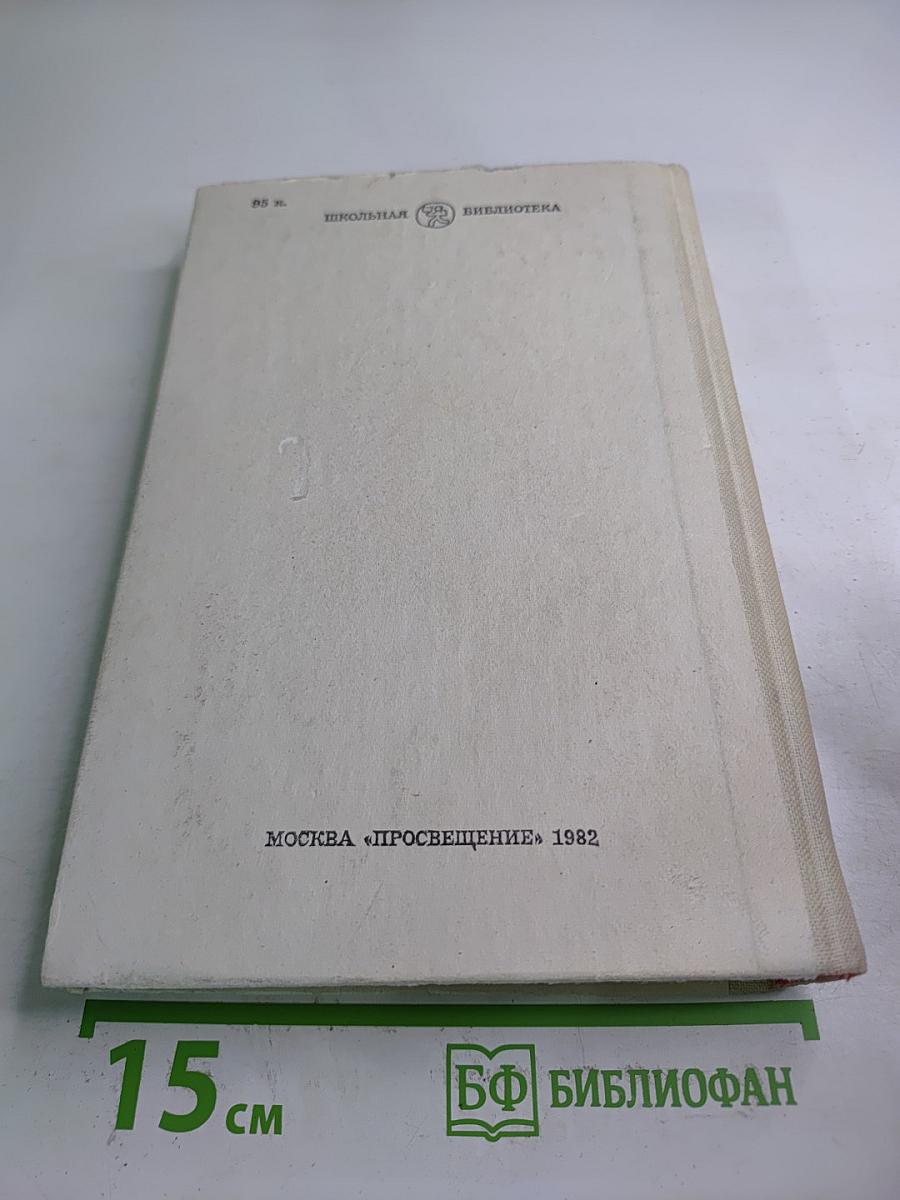 95 к.
ШКОЛЬНАЯ БИБЛИОТЕКА
МОСКВА «ПРОСВЕЩЕНИЕ» 1982
15 см
БФ БИБЛИОФАН